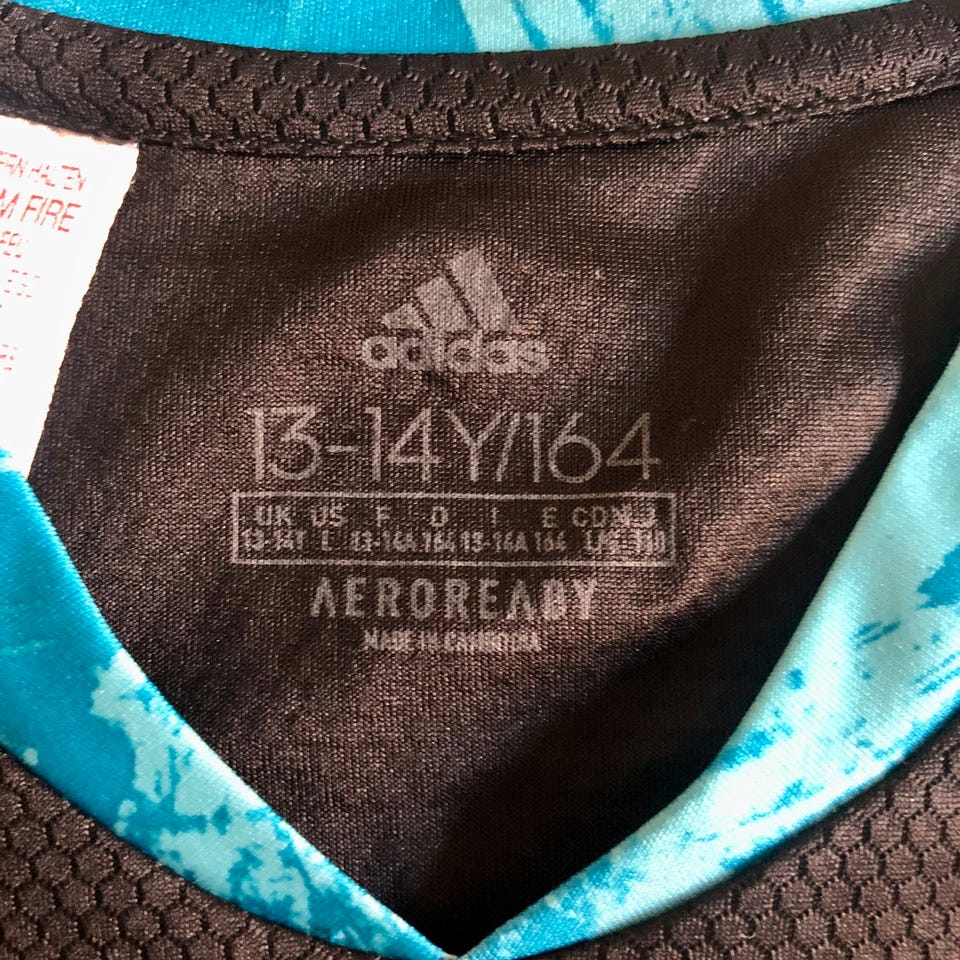 M FIRE
adidas
13-14Y/164
UK US F D I E CDN J
13-14Y L 13-14A 164 13-14A 164
AEROREADY
MADE IN CAMBODIA